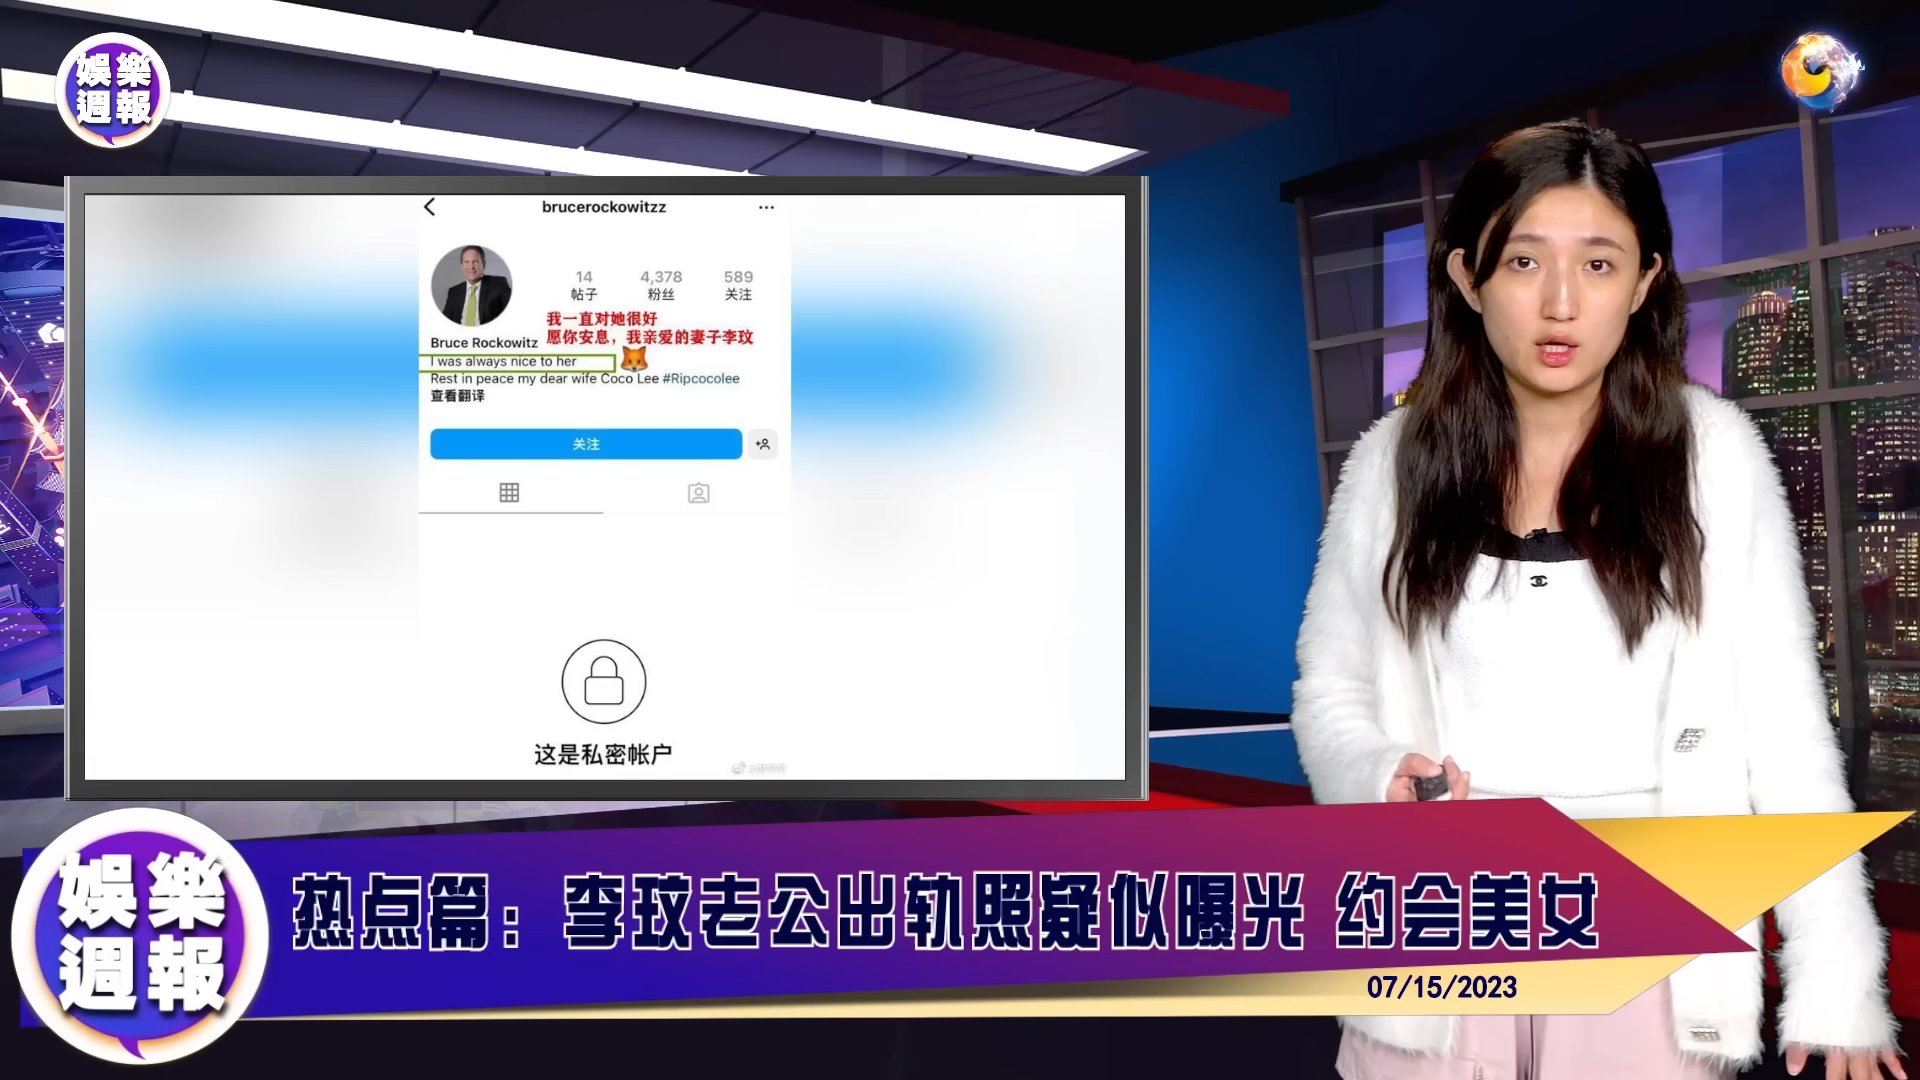 娛樂
週報
brucerockowitzz
14
4,378
589
帖子
粉丝
关注
我一直对她很好
愿你安息，我亲爱的妻子李玟
Bruce Rockowitz
I was always nice to her
Rest in peace my dear wife Coco Lee #Ripcocolee
查看翻译
关注
这是私密帐户
娛樂
週報
热点篇：李玟老公出轨照疑似曝光 约会美女
07/15/2023